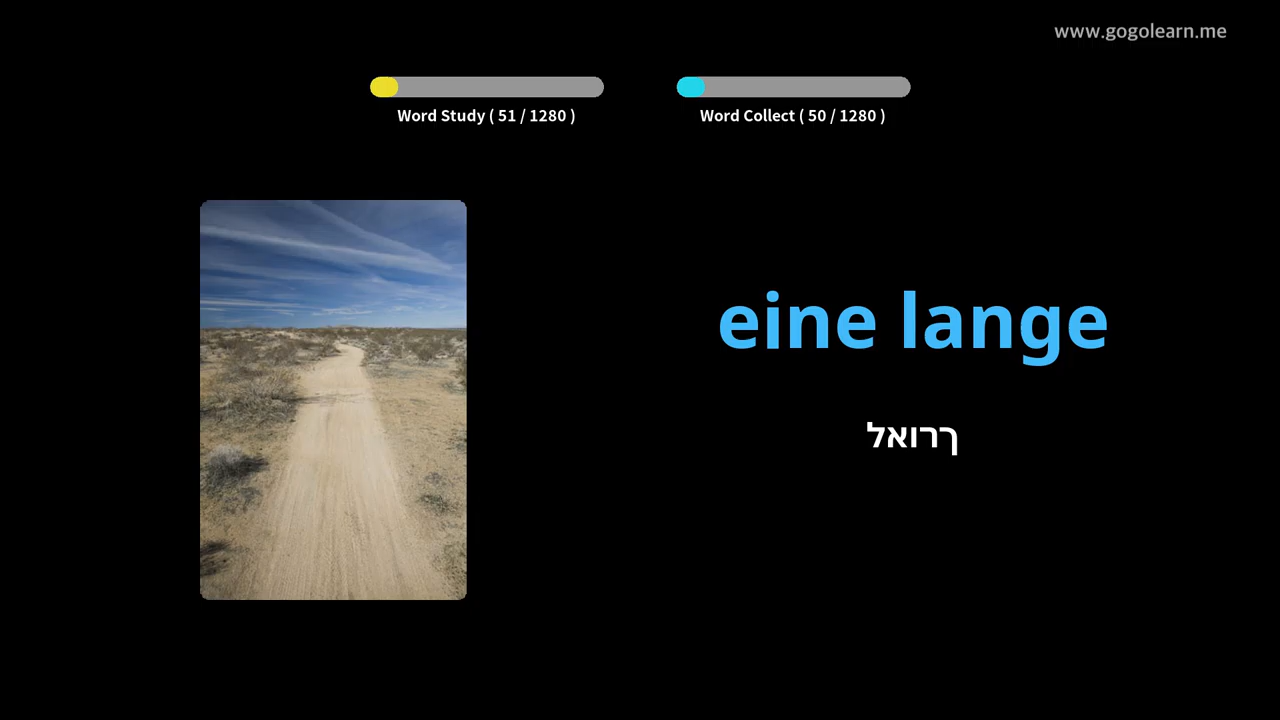 www.gogolearn.me
Word Study ( 51 / 1280 )
Word Collect ( 50 / 1280 )
eine lange
ךרואל